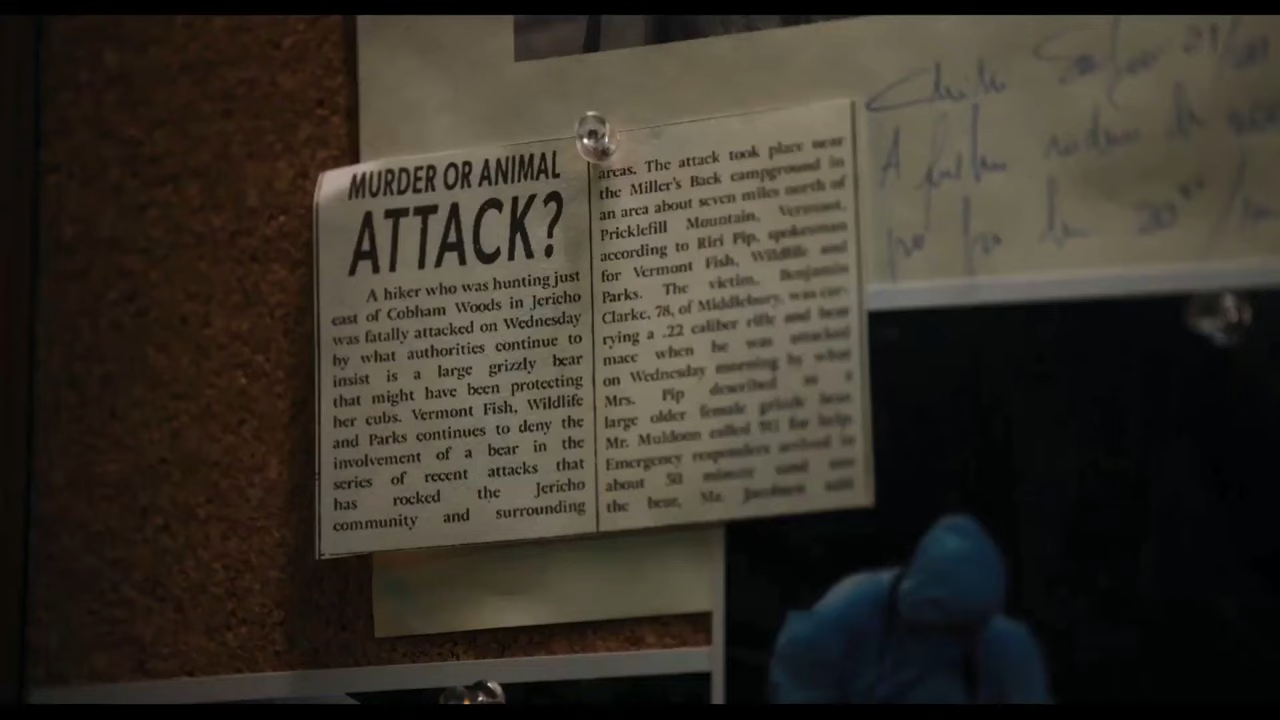 MURDER OR ANIMAL
ATTACK?
A hiker who was hunting just
east of Cobham Woods in Jericho
was fatally attacked on Wednesday
by what authorities continue to
insist is a large grizzly bear
that might have been protecting
her cubs. Vermont Fish, Wildlife
and Parks continues to deny the
involvement of a bear in the
series of recent attacks that
has rocked the Jericho
community and surrounding
areas. The attack took place near
the Miller's Back campground in
an area about seven miles north of
Pricklefill Mountain, Vermont,
according to Riri Pip, spokesman
for Vermont Fish, Wildlife and
Parks. The victim, Benjamin
Clarke, 78, of Middlebury, was car-
rying a .22 caliber rifle and bear
mace when he was attacked
on Wednesday morning by what
Mrs. Pip described as a
large older female grizzle bear.
Mr. Muldoon called 911 for help.
Emergency responders arrived in
about 50 minute
the bear, Mr. Jacobsen said